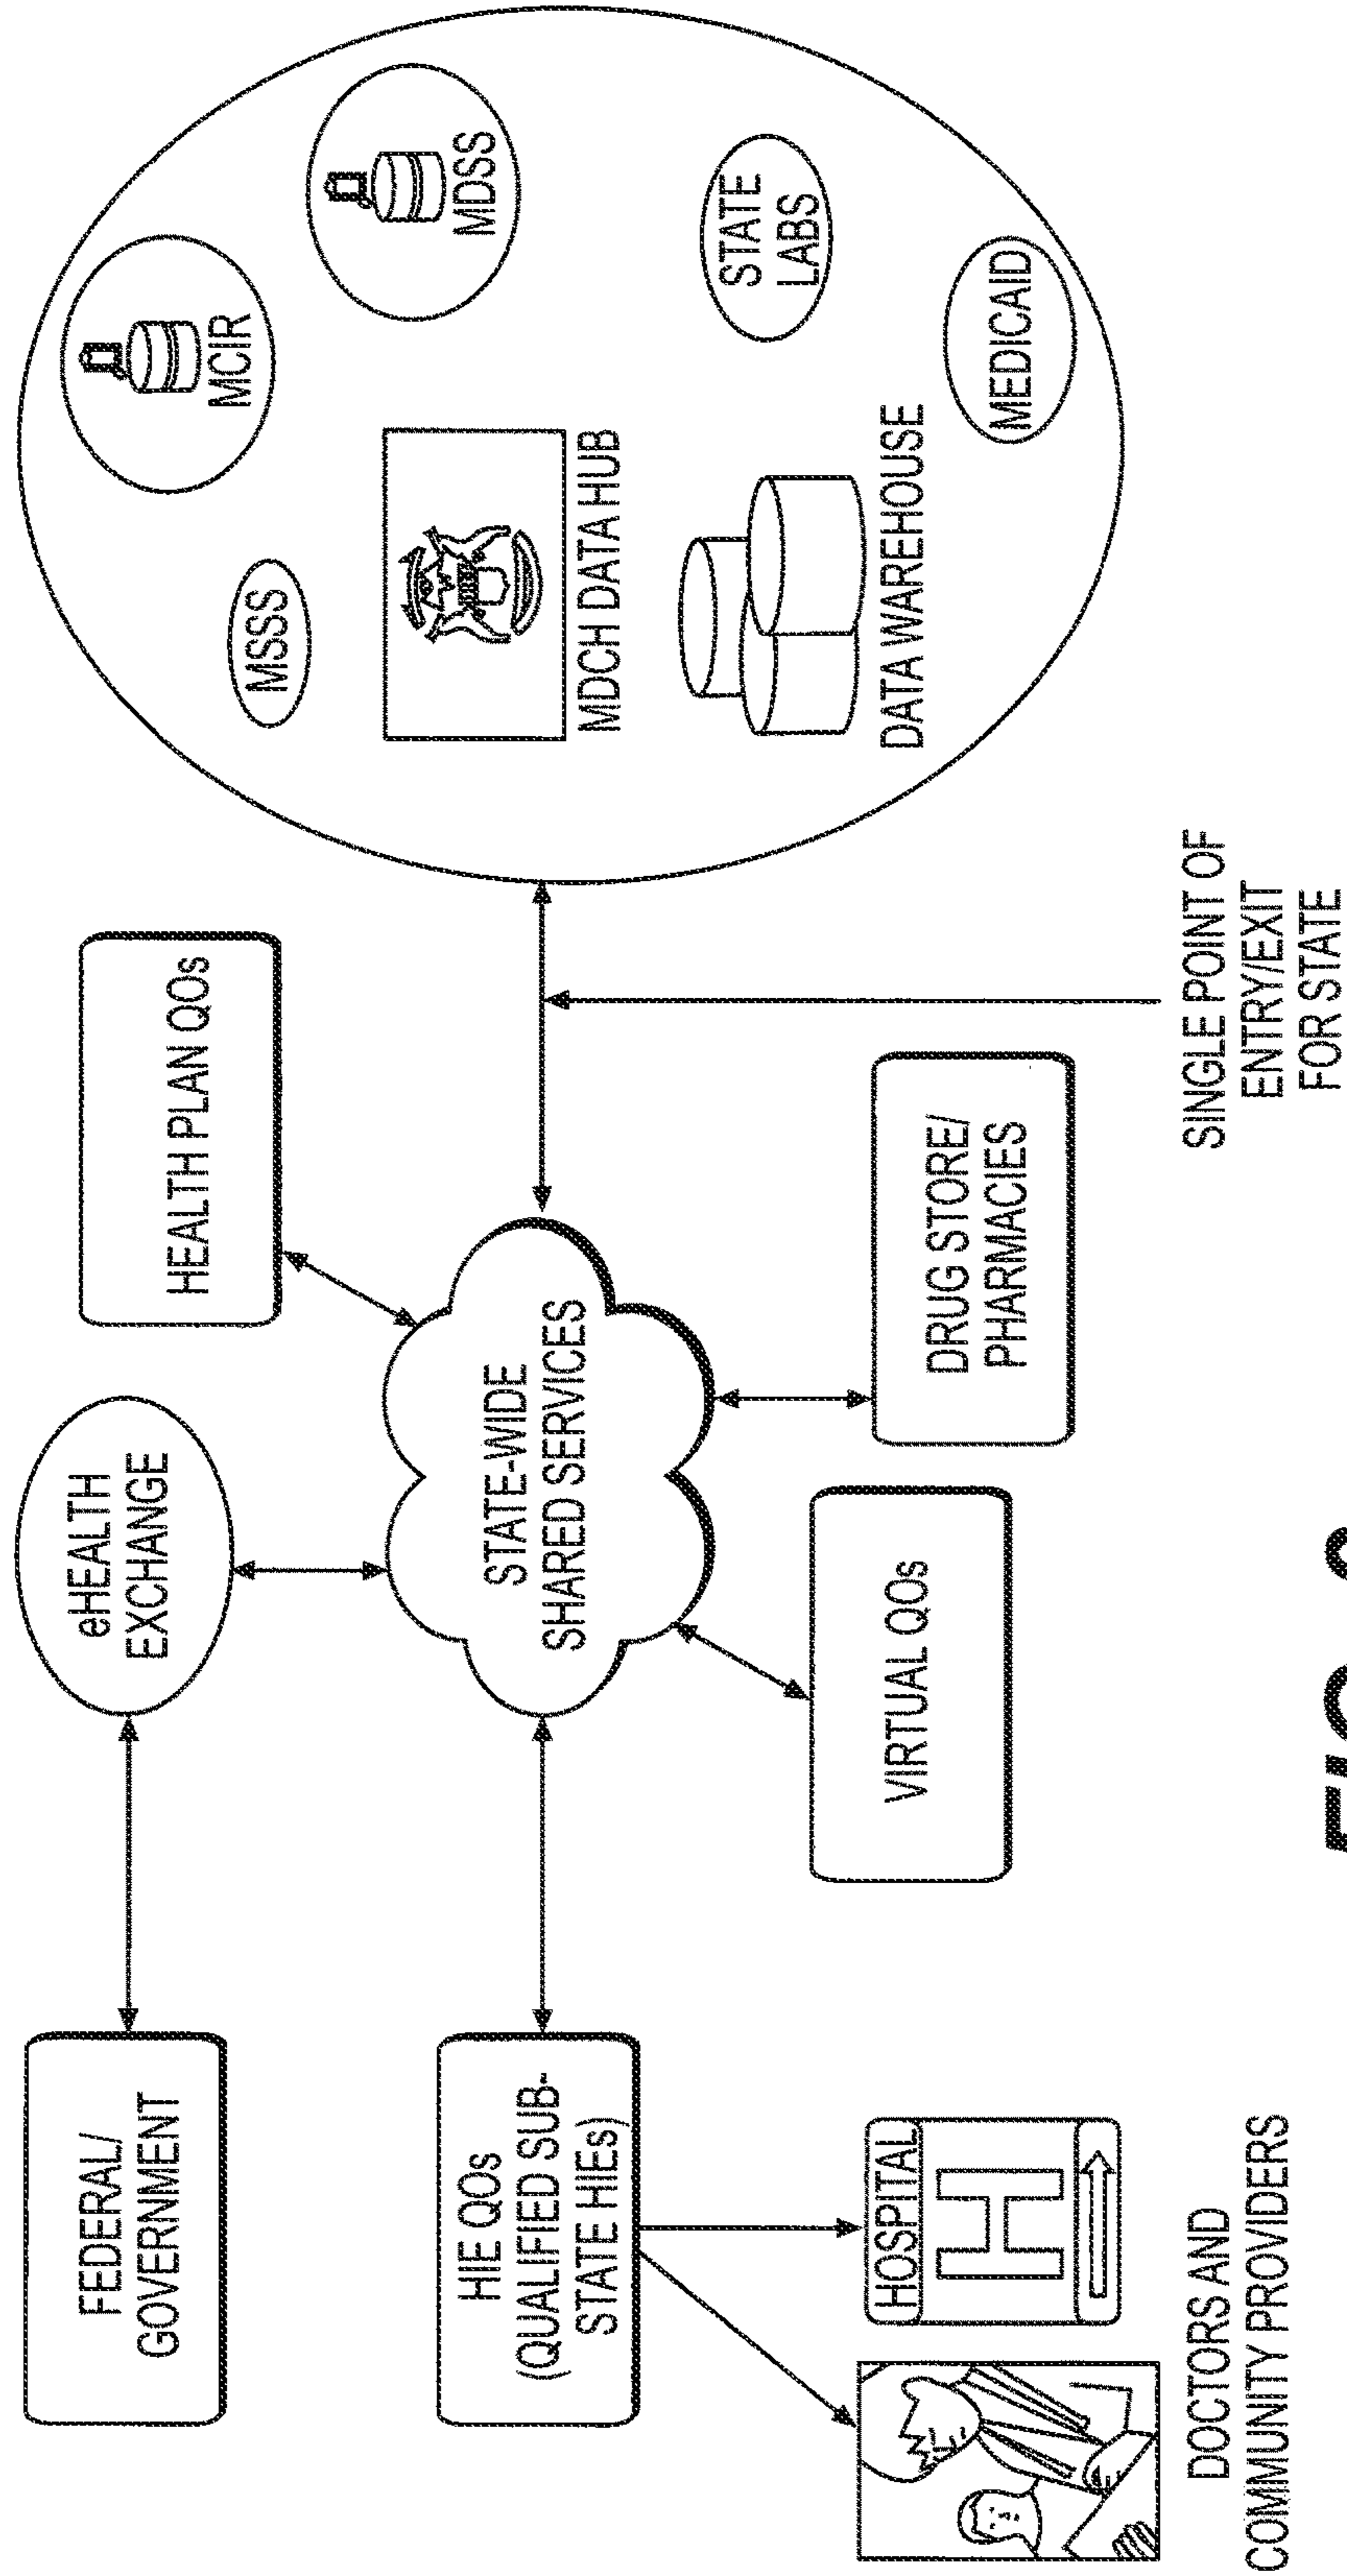 FEDERAL/
GOVERNMENT
eHEALTH
EXCHANGE
HEALTH PLAN QOs
HIE QOs
(QUALIFIED SUB-
STATE HIEs)
STATE-WIDE
SHARED SERVICES
HOSPITAL
H
DOCTORS AND
COMMUNITY PROVIDERS
VIRTUAL QOs
DRUG STORE/
PHARMACIES
SINGLE POINT OF
ENTRY/EXIT
FOR STATE
MSSS
MCIR
MDSS
MDCH DATA HUB
STATE
LABS
DATA WAREHOUSE
MEDICAID